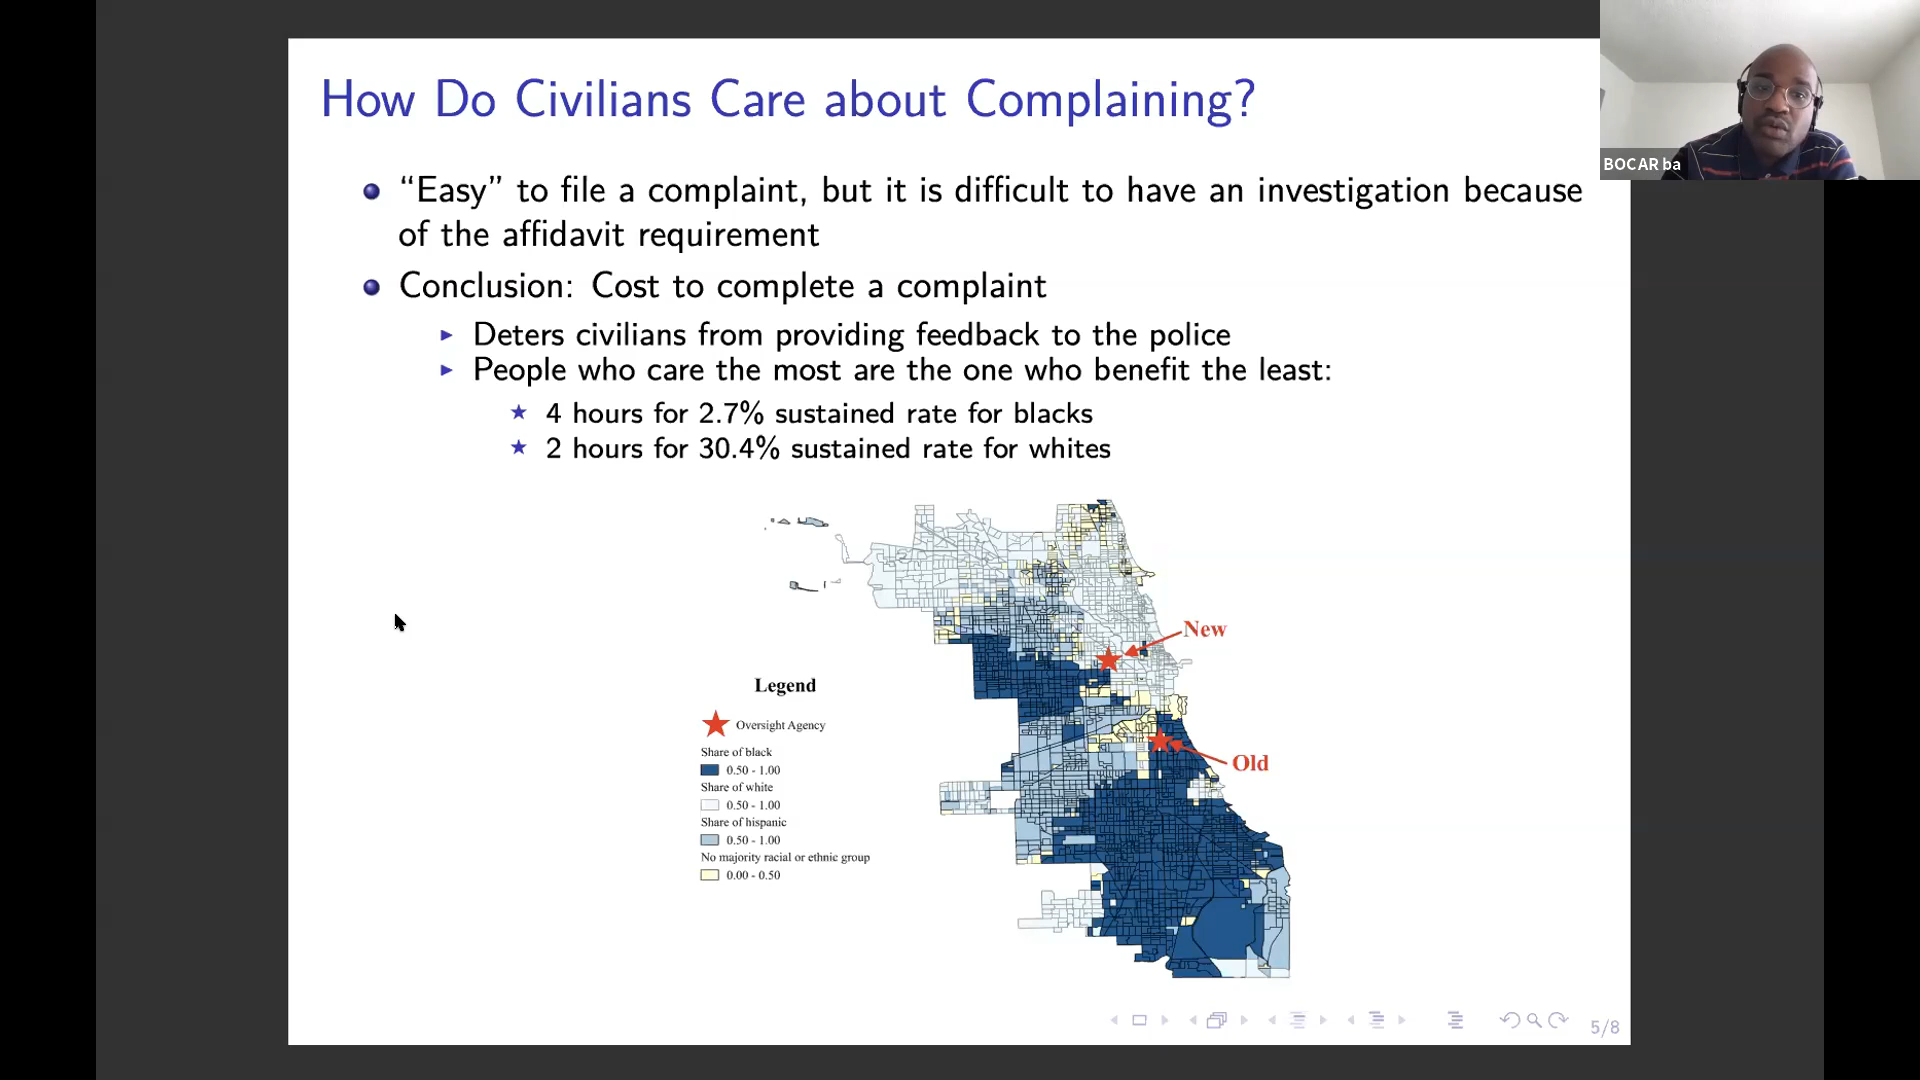 How Do Civilians Care about Complaining?
BOCAR ba
“Easy” to file a complaint, but it is difficult to have an investigation because
of the affidavit requirement
Conclusion: Cost to complete a complaint
Deters civilians from providing feedback to the police
People who care the most are the one who benefit the least:
4 hours for 2.7% sustained rate for blacks
2 hours for 30.4% sustained rate for whites
New
Old
Legend
Oversight Agency
Share of black
0.50 - 1.00
Share of white
0.50 - 1.00
Share of hispanic
0.50 - 1.00
No majority racial or ethnic group
0.00 - 0.50
5/8